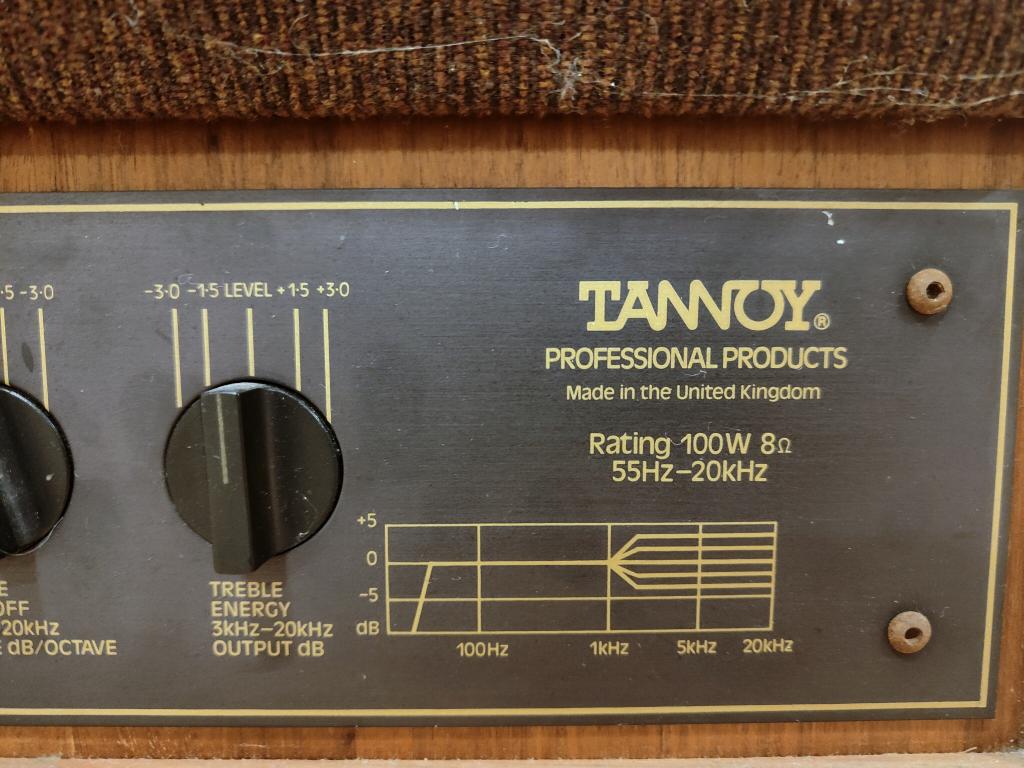 ·5 -3·0
-3·0 -1·5 LEVEL +1·5 +3·0
TANNOY®
PROFESSIONAL PRODUCTS
Made in the United Kingdom
Rating 100W 8Ω
55Hz–20kHz
+5
0
-5
dB
100Hz 1kHz 5kHz 20kHz
E
OFF
20kHz
E dB/OCTAVE
TREBLE
ENERGY
3kHz–20kHz
OUTPUT dB